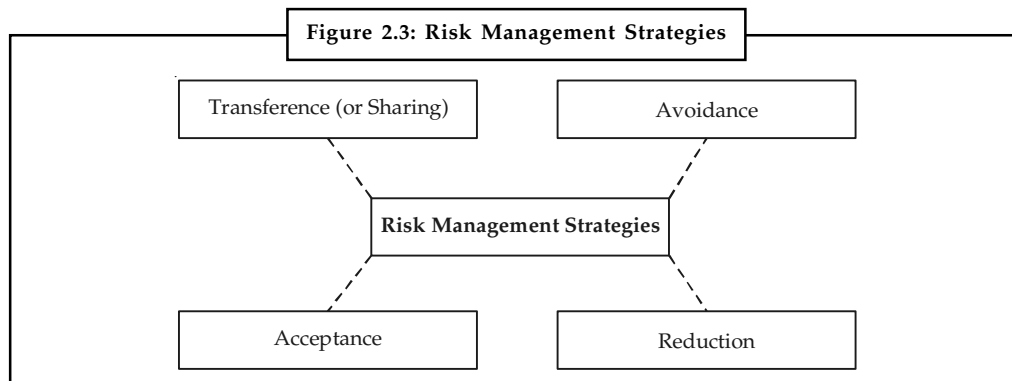 Figure 2.3: Risk Management Strategies
Transference (or Sharing)
Avoidance
Risk Management Strategies
Acceptance
Reduction